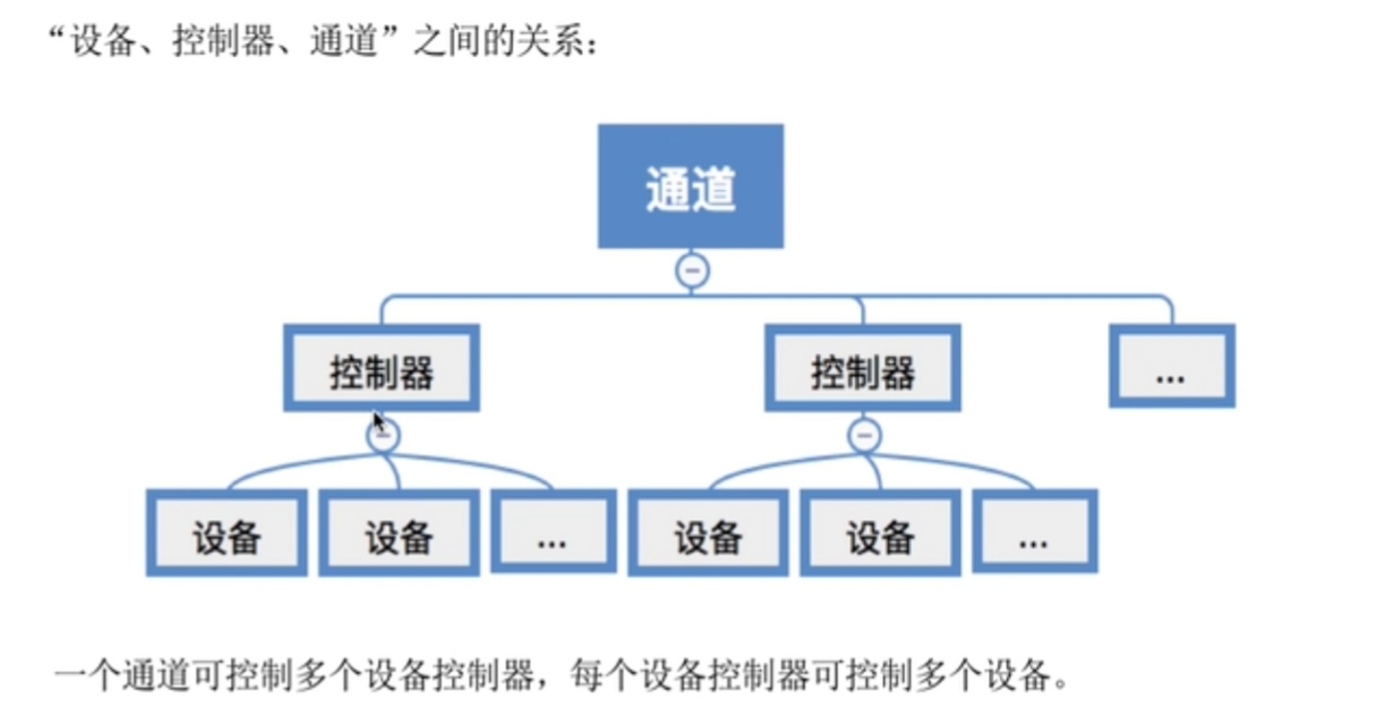 “设备、控制器、通道”之间的关系：
通道
控制器 控制器 ...
设备 设备 ... 设备 设备 ...
一个通道可控制多个设备控制器，每个设备控制器可控制多个设备。